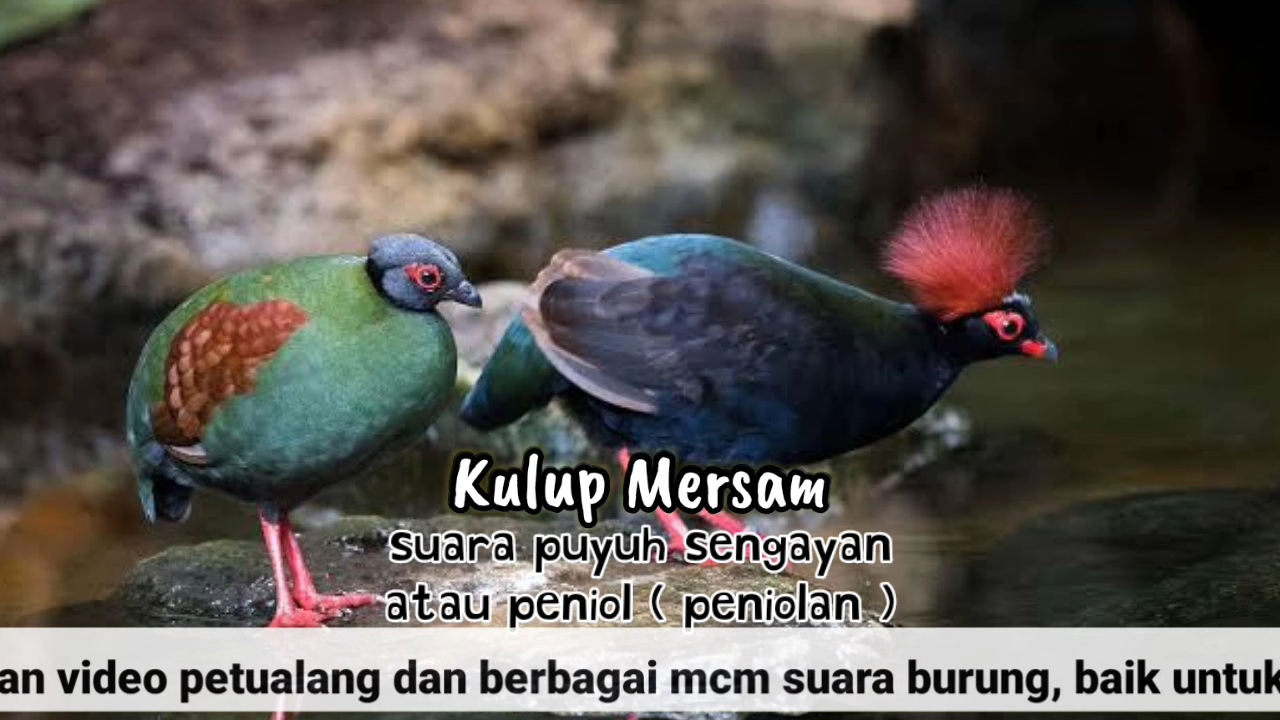 Kulup Mersam
suara puyuh sengayan
atau peniol ( peniolan )
an video petualang dan berbagai mcm suara burung, baik untuk